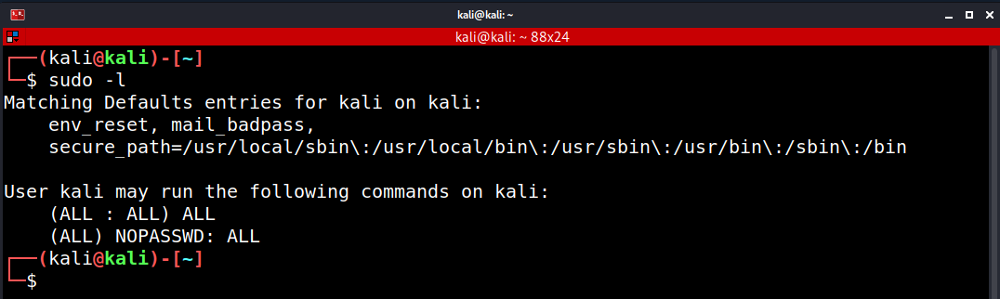 kali@kali: ~
kali@kali: ~ 88x24
┌──(kali@kali)-[~]
└─$ sudo -l
Matching Defaults entries for kali on kali:
    env_reset, mail_badpass,
    secure_path=/usr/local/sbin\:/usr/local/bin\:/usr/sbin\:/usr/bin\:/sbin\:/bin

User kali may run the following commands on kali:
    (ALL : ALL) ALL
    (ALL) NOPASSWD: ALL
┌──(kali@kali)-[~]
└─$